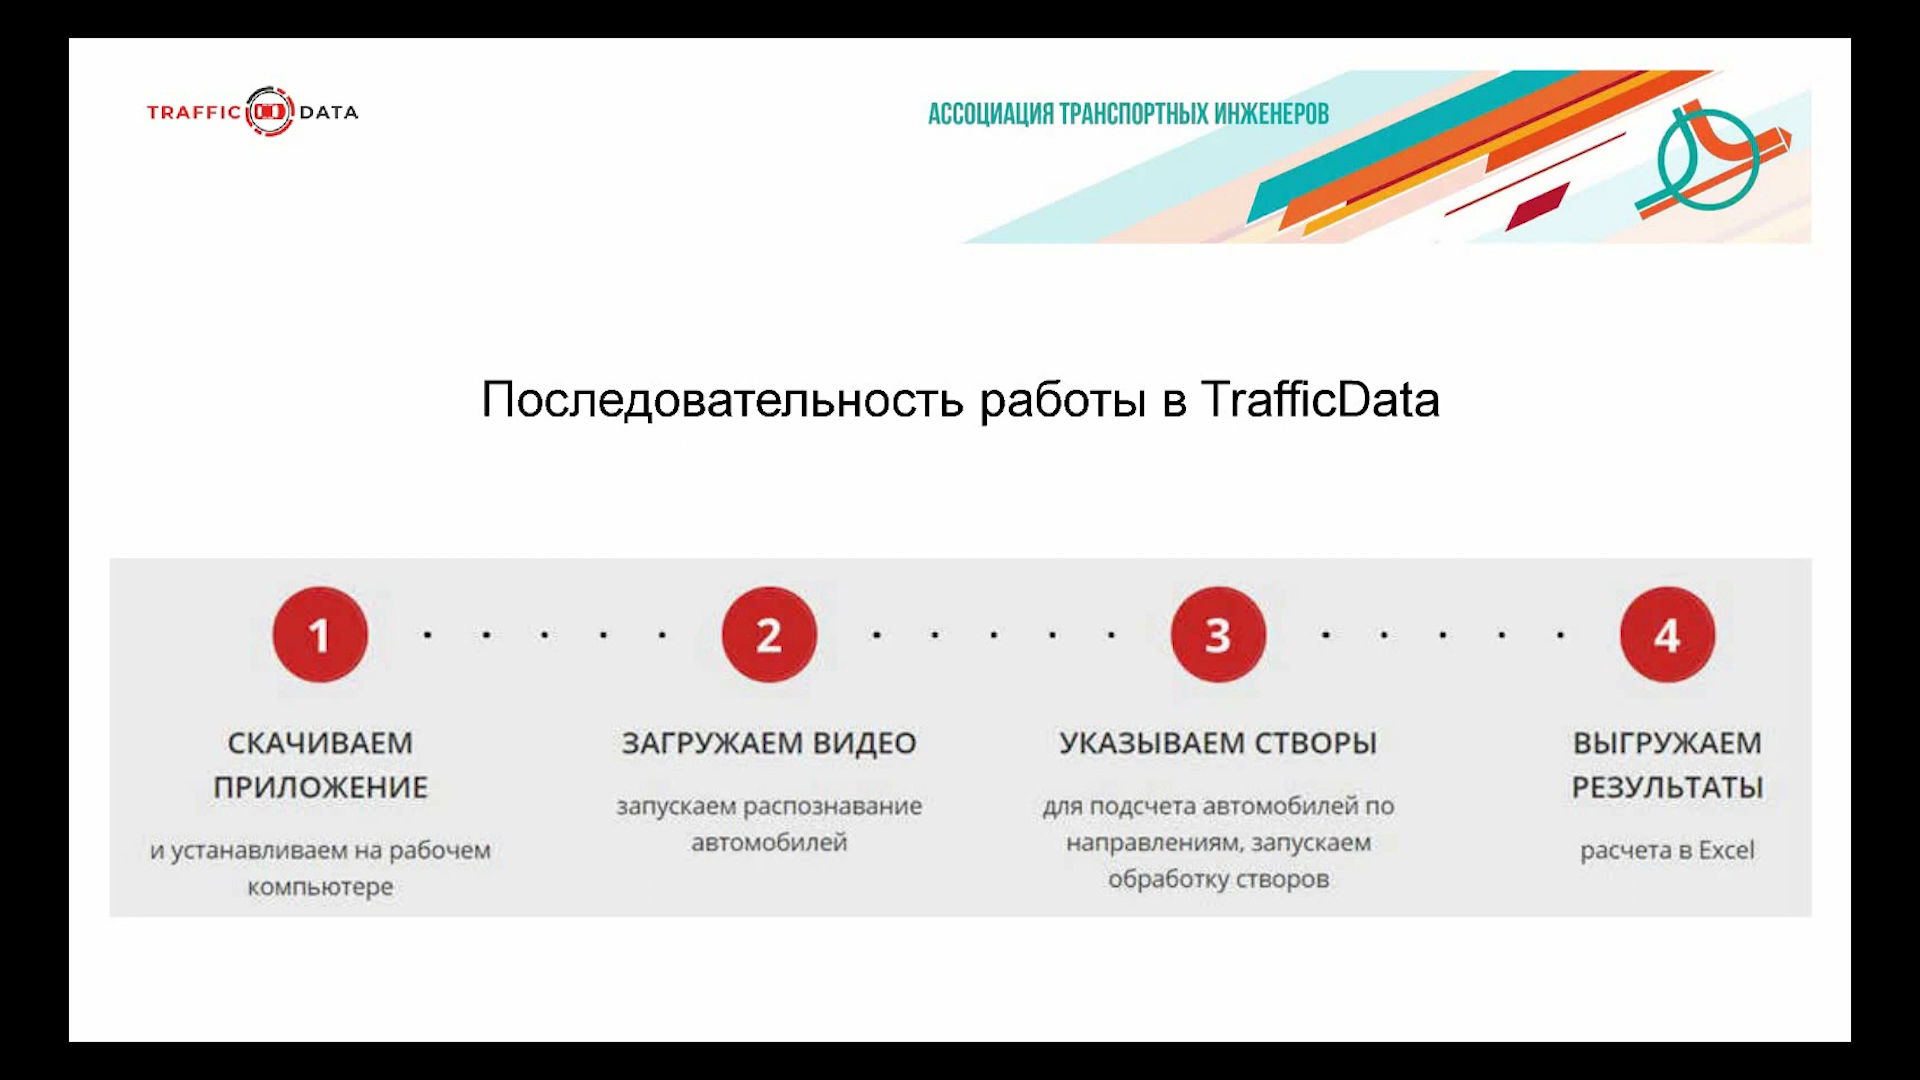 TRAFFIC DATA
АССОЦИАЦИЯ ТРАНСПОРТНЫХ ИНЖЕНЕРОВ
Последовательность работы в TrafficData
1
СКАЧИВАЕМ
ПРИЛОЖЕНИЕ
и устанавливаем на рабочем
компьютере
2
ЗАГРУЖАЕМ ВИДЕО
запускаем распознавание
автомобилей
3
УКАЗЫВАЕМ СТВОРЫ
для подсчета автомобилей по
направлениям, запускаем
обработку створов
4
ВЫГРУЖАЕМ
РЕЗУЛЬТАТЫ
расчета в Excel